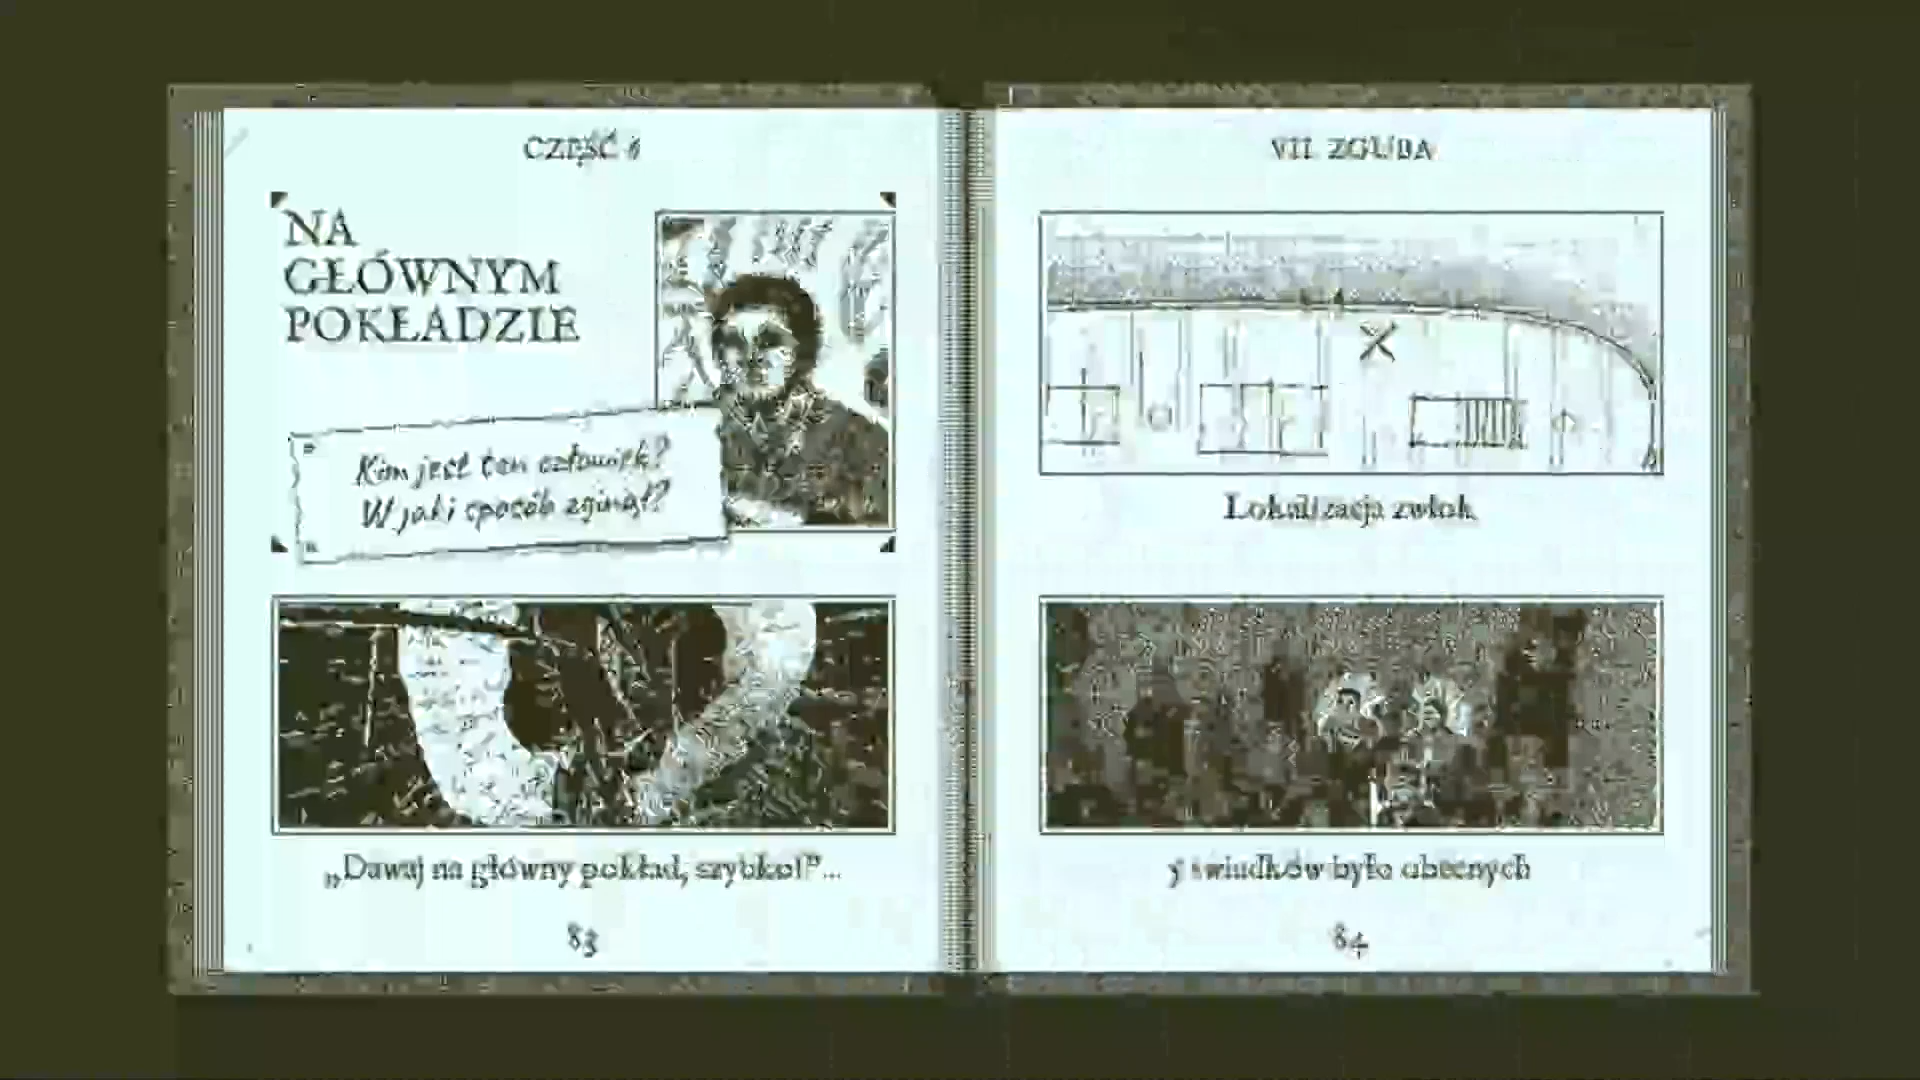 CZĘŚĆ 6
NA
GŁÓWNYM
POKŁADZIE
Kim jest ten człowiek?
W jaki sposób zginął?
„Dawaj na główny pokład, szybko!”...
83
VII. ZGUBA
Lokalizacja zwłok
świadków było obecnych
84